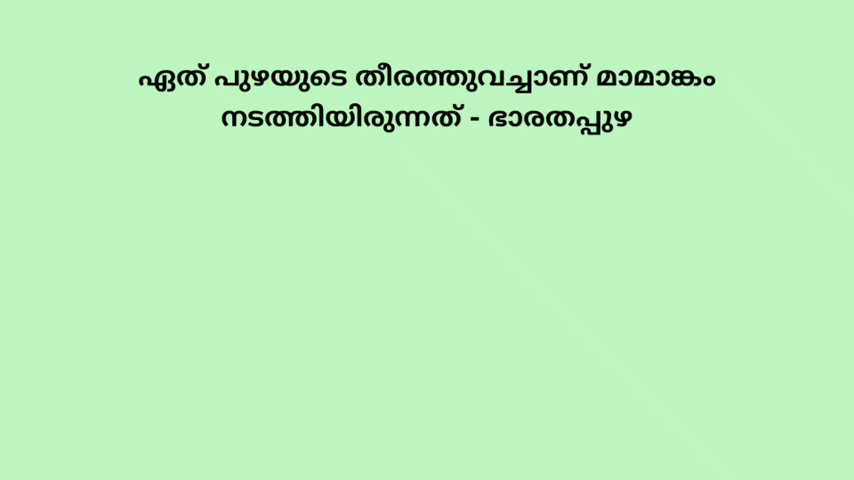 ഏത് പുഴയുടെ തീരത്തുവച്ചാണ് മാമാങ്കം
നടത്തിയിരുന്നത് - ഭാരതപ്പുഴ